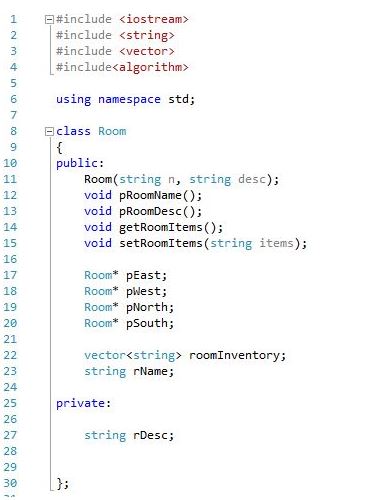 1 #include <iostream>
2 #include <string>
3 #include <vector>
4 #include<algorithm>
5
6 using namespace std;
7
8 class Room
9 {
10 public:
11 Room(string n, string desc);
12 void pRoomName();
13 void pRoomDesc();
14 void getRoomItems();
15 void setRoomItems(string items);
16
17 Room* pEast;
18 Room* pWest;
19 Room* pNorth;
20 Room* pSouth;
21
22 vector<string> roomInventory;
23 string rName;
24
25 private:
26
27 string rDesc;
28
29
30 };